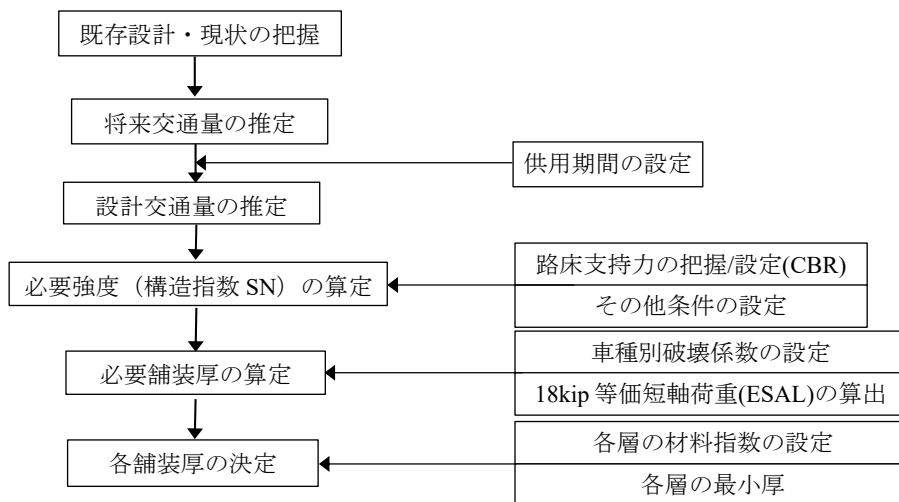 既存設計・現状の把握
将来交通量の推定
供用期間の設定
設計交通量の推定
必要強度（構造指数 SN）の算定
路床支持力の把握/設定(CBR)
その他条件の設定
必要舗装厚の算定
車種別破壊係数の設定
18kip 等価短軸荷重(ESAL)の算出
各舗装厚の決定
各層の材料指数の設定
各層の最小厚